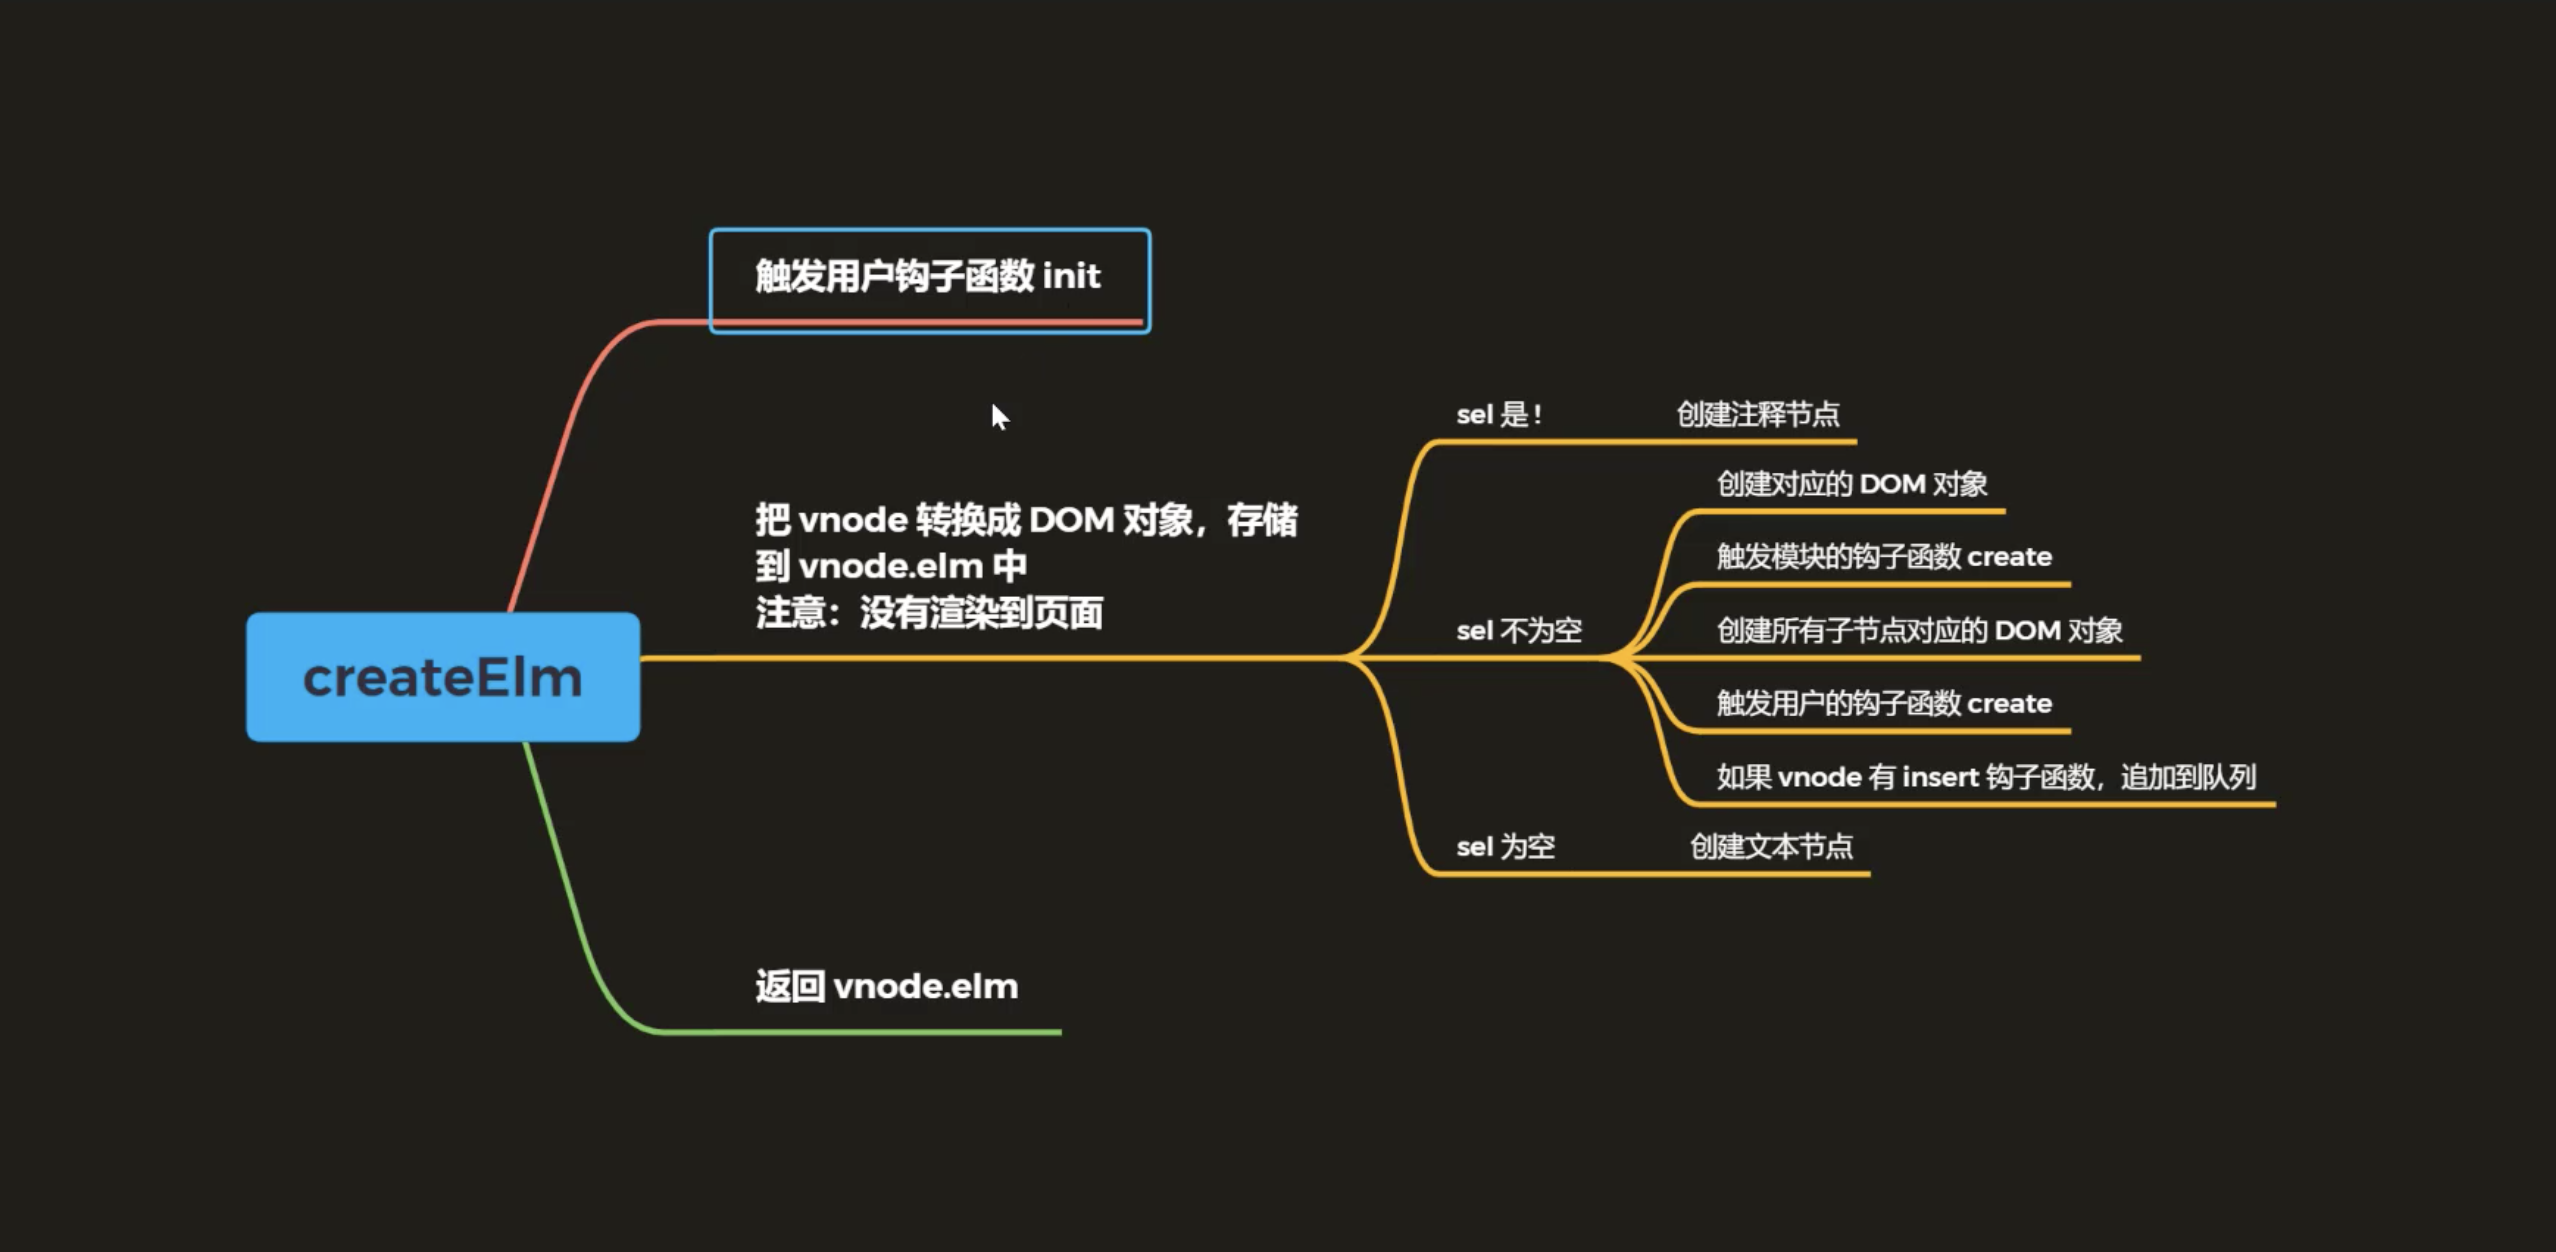 createElm
触发用户钩子函数 init
把 vnode 转换成 DOM 对象，存储
到 vnode.elm 中
注意：没有渲染到页面
sel 是！
创建注释节点
sel 不为空
创建对应的 DOM 对象
触发模块的钩子函数 create
创建所有子节点对应的 DOM 对象
触发用户的钩子函数 create
如果 vnode 有 insert 钩子函数，追加到队列
sel 为空
创建文本节点
返回 vnode.elm